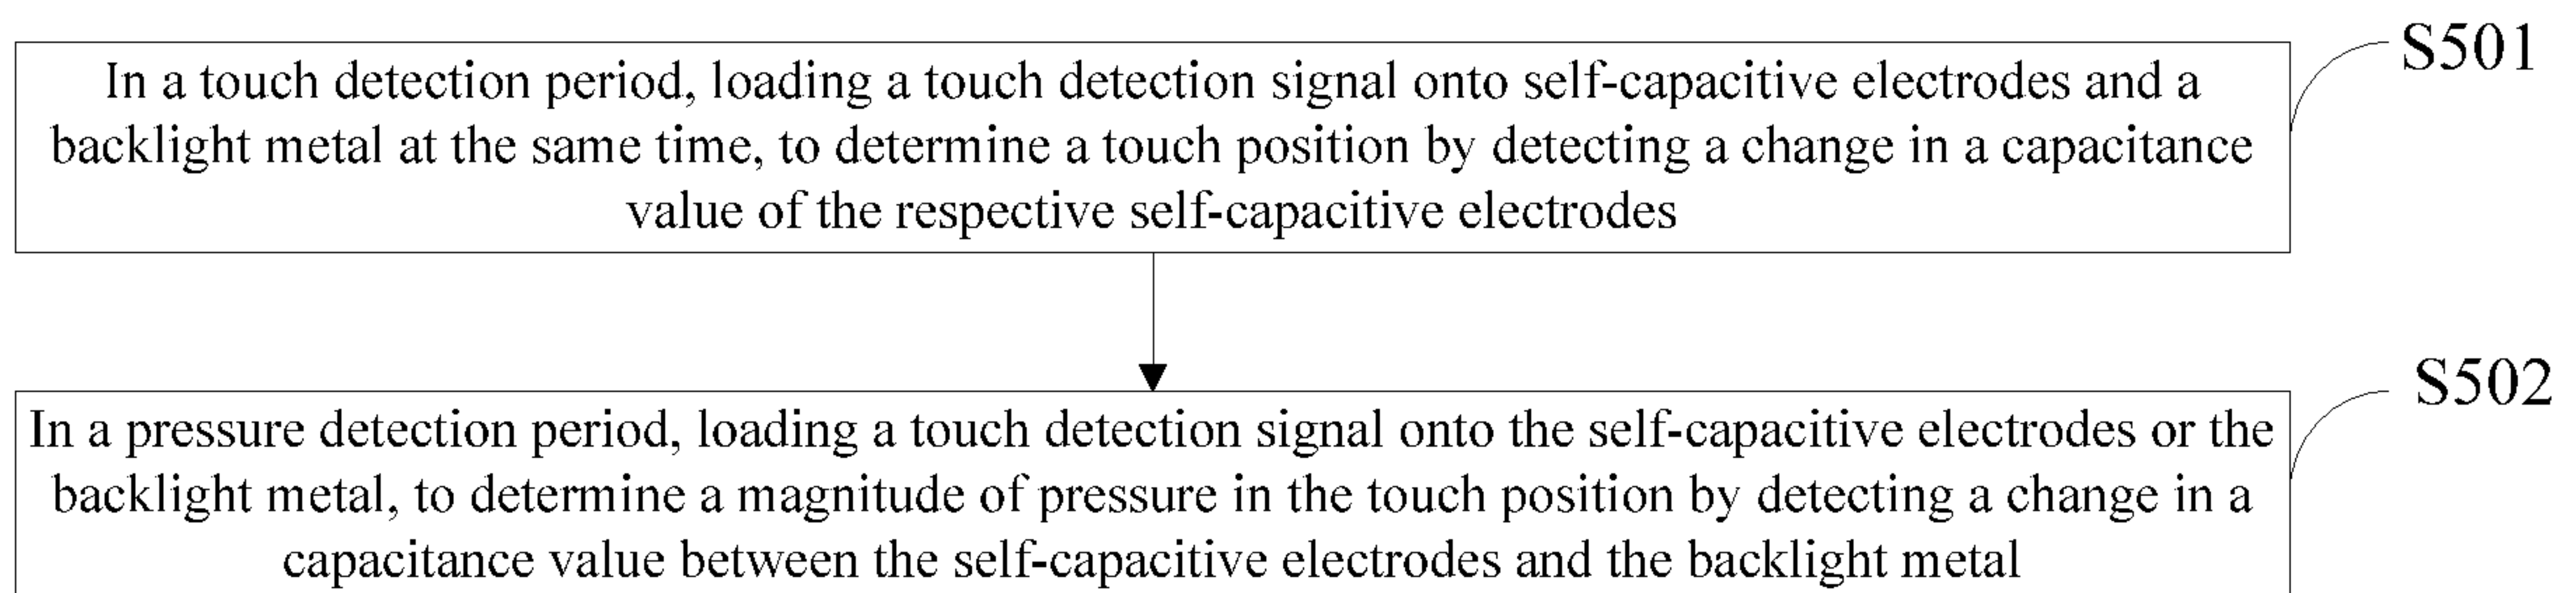 S501
In a touch detection period, loading a touch detection signal onto self-capacitive electrodes and a
backlight metal at the same time, to determine a touch position by detecting a change in a capacitance
value of the respective self-capacitive electrodes
S502
In a pressure detection period, loading a touch detection signal onto the self-capacitive electrodes or the
backlight metal, to determine a magnitude of pressure in the touch position by detecting a change in a
capacitance value between the self-capacitive electrodes and the backlight metal